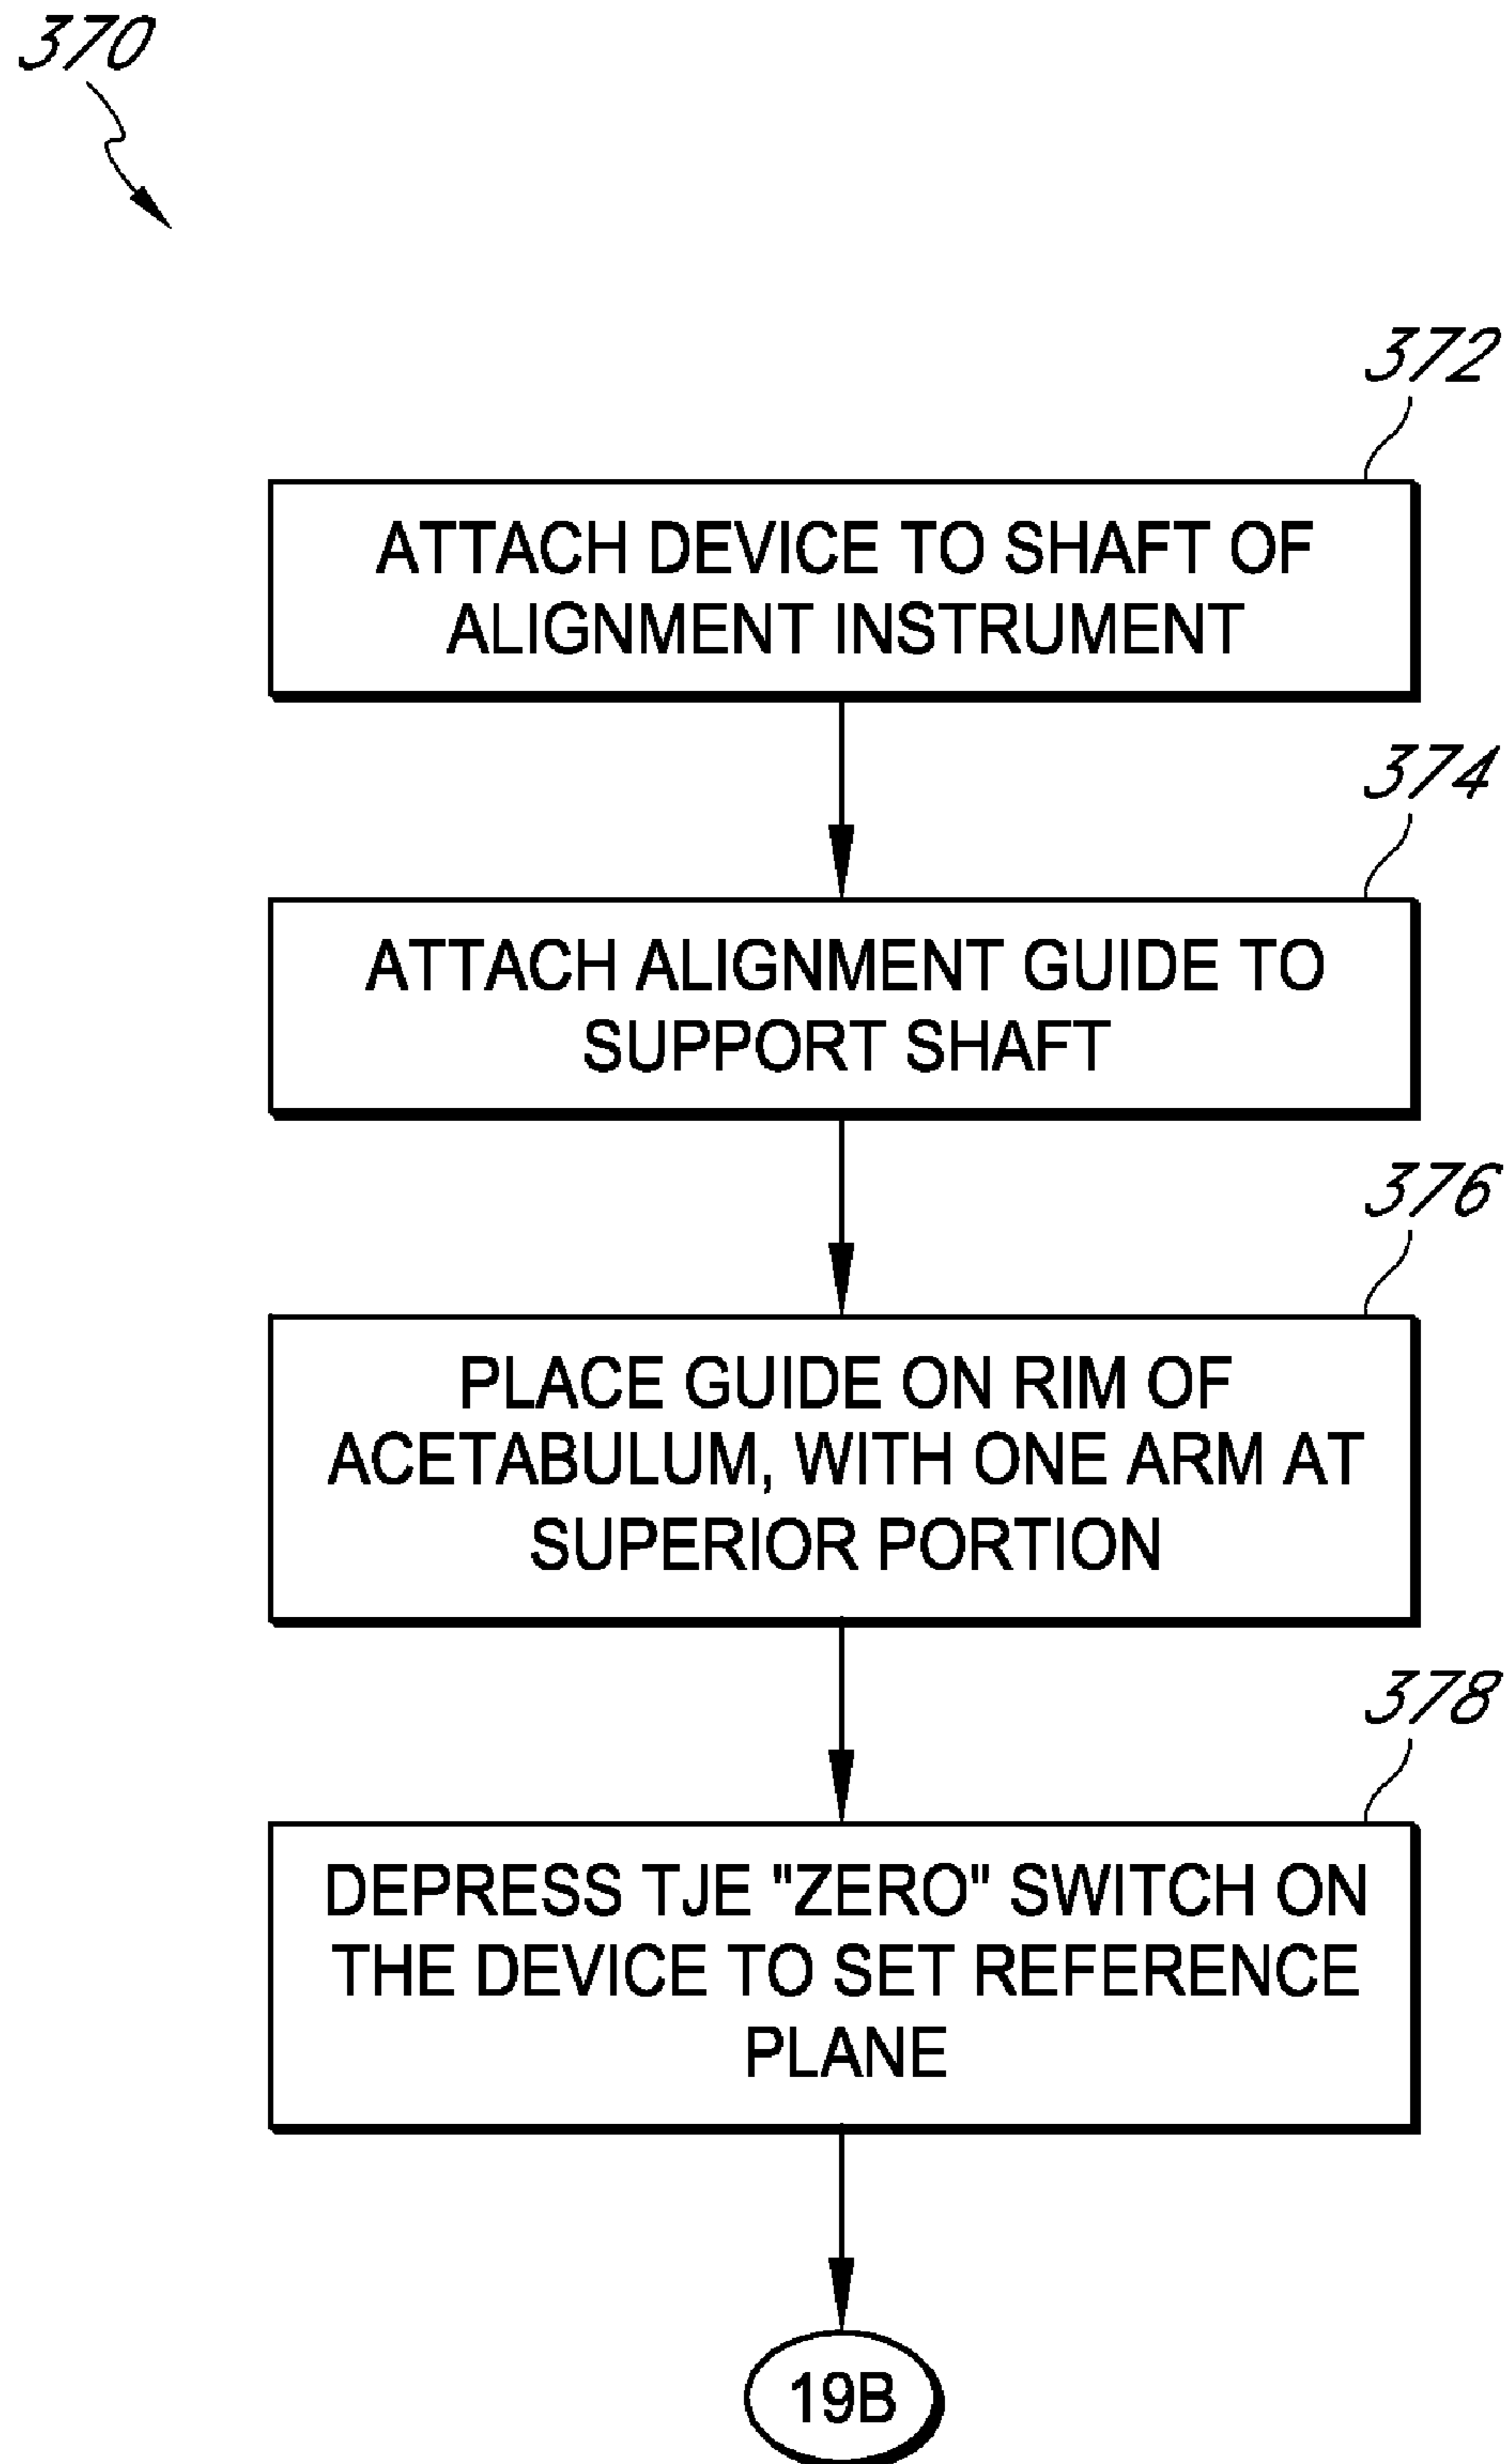 370
372
ATTACH DEVICE TO SHAFT OF
ALIGNMENT INSTRUMENT
374
ATTACH ALIGNMENT GUIDE TO
SUPPORT SHAFT
376
PLACE GUIDE ON RIM OF
ACETABULUM, WITH ONE ARM AT
SUPERIOR PORTION
378
DEPRESS TJE "ZERO" SWITCH ON
THE DEVICE TO SET REFERENCE
PLANE
19B